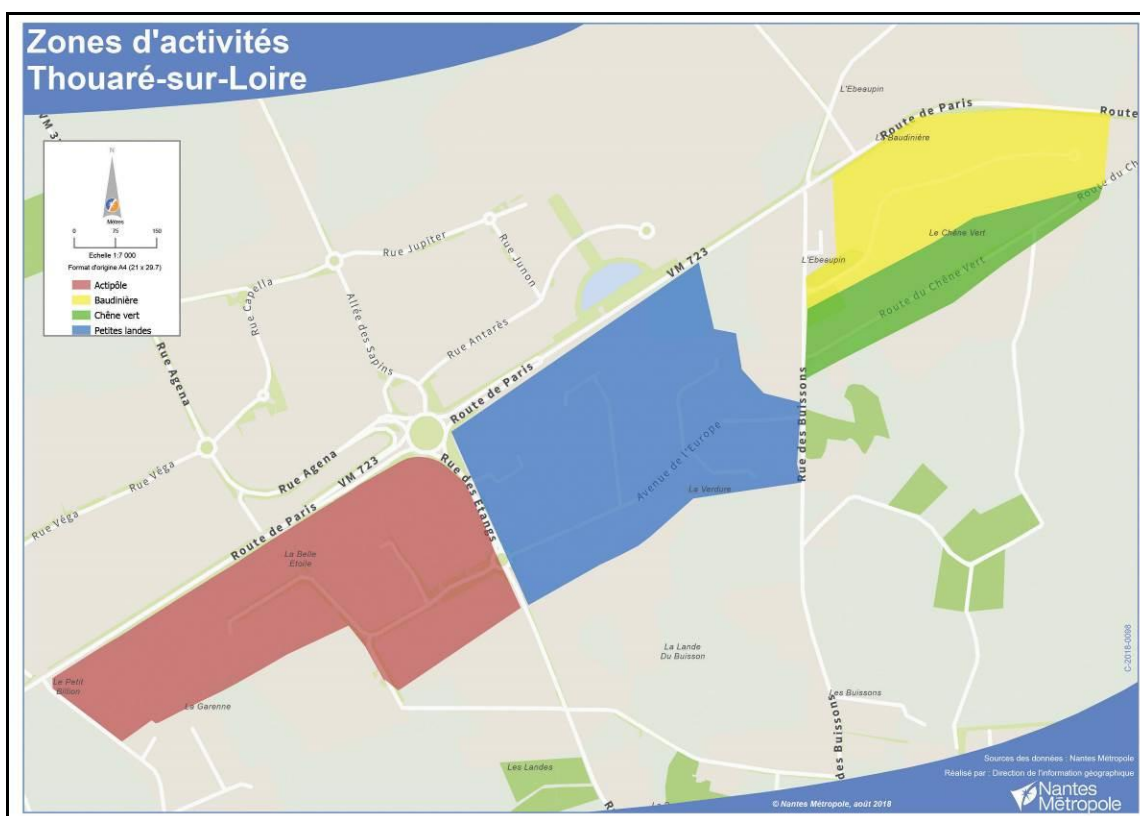 Zones d'activités
Thouaré-sur-Loire
N
Mètres
0 75 150
Echelle 1:7 000
Format d'origine A4 (21 x 29.7)
Actipôle
Baudinière
Chêne vert
Petites landes
L'Ebeaupin
Route de Paris
Route
La Baudinière
Route du Ch
Le Chêne Vert
L'Ebeaupin
Route du Chêne Vert
Rue Jupiter
Rue Junon
VM 723
Rue Capella
Allée des Sapins
Rue Antarès
Rue Agena
Route de Paris
Rue des Buissons
Avenue de l'Europe
La Verdure
Rue Agena
VM 723
Rue des Etangs
Rue Véga
Rue Véga
Route de Paris
La Belle
Etoile
La Lande
Du Buisson
Le Petit
Billion
La Garenne
Les Buissons
des Buissons
Les Landes
C-2018-0098
Sources des données : Nantes Métropole
Réalisé par : Direction de l'information géographique
© Nantes Métropole, août 2018
Nantes
Métropole